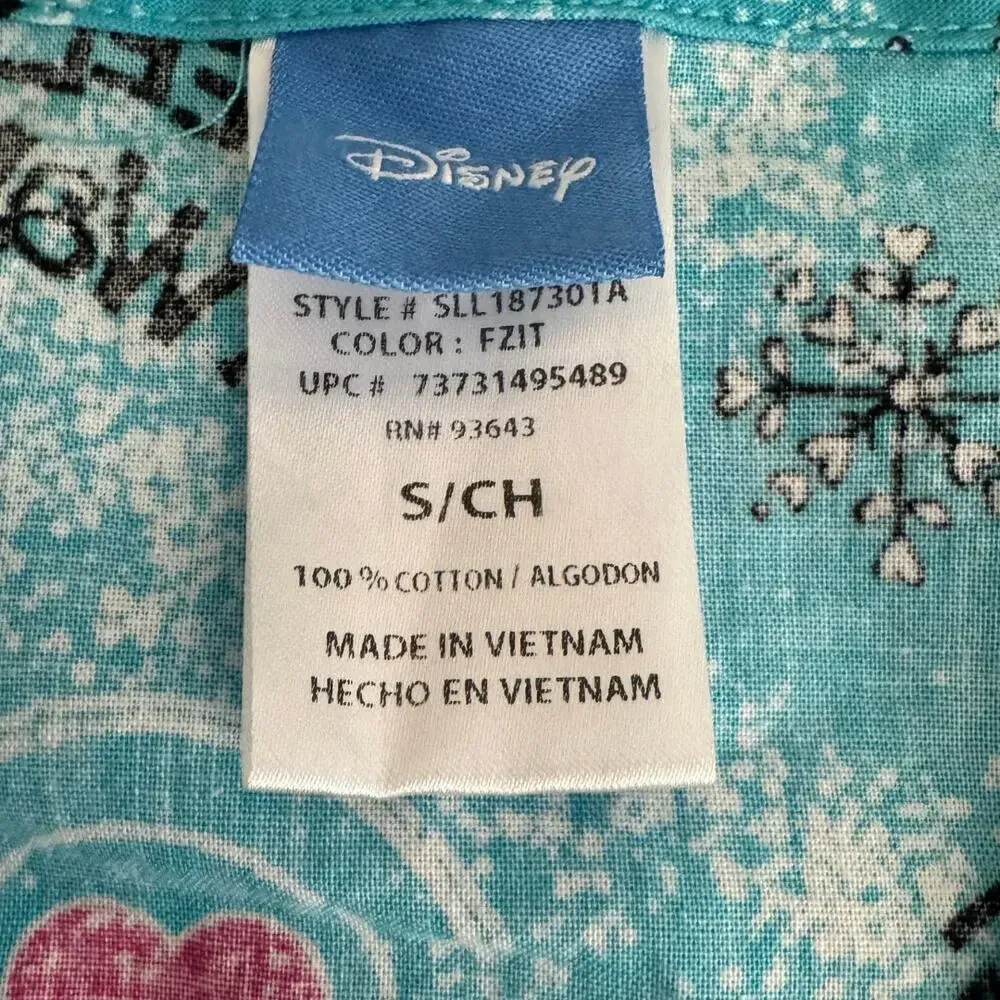 Disney
STYLE # SLL187301A
COLOR : FZIT
UPC # 73731495489
RN# 93643
S/CH
100 % COTTON / ALGODON
MADE IN VIETNAM
HECHO EN VIETNAM